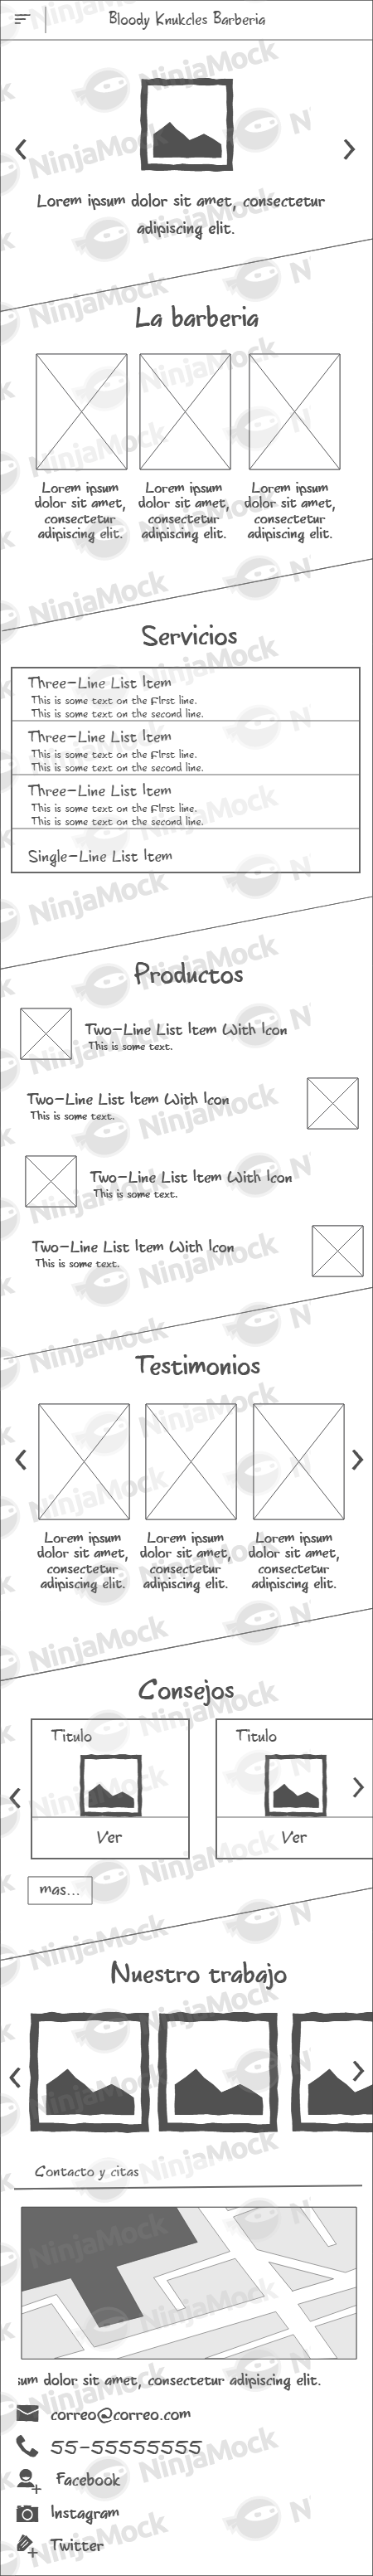 Bloody Knukcles Barberia
Lorem ipsum dolor sit amet, consectetur
adipiscing elit.
La barberia
Lorem ipsum
dolor sit amet,
consectetur
adipiscing elit.
Lorem ipsum
dolor sit amet,
consectetur
adipiscing elit.
Lorem ipsum
dolor sit amet,
consectetur
adipiscing elit.
Servicios
Three-Line List Item
This is some text on the first line.
This is some text on the second line.
Three-Line List Item
This is some text on the first line.
This is some text on the second line.
Three-Line List Item
This is some text on the first line.
This is some text on the second line.
Single-Line List Item
Productos
Two-Line List Item With Icon
This is some text.
Two-Line List Item With Icon
This is some text.
Two-Line List Item With Icon
This is some text.
Two-Line List Item With Icon
This is some text.
Testimonios
Lorem ipsum
dolor sit amet,
consectetur
adipiscing elit.
Lorem ipsum
dolor sit amet,
consectetur
adipiscing elit.
Lorem ipsum
dolor sit amet,
consectetur
adipiscing elit.
Consejos
Titulo
Ver
Titulo
Ver
mas...
Nuestro trabajo
Contacto y citas
sum dolor sit amet, consectetur adipiscing elit.
correo@correo.com
55-55555555
Facebook
Instagram
Twitter
NinjaMock